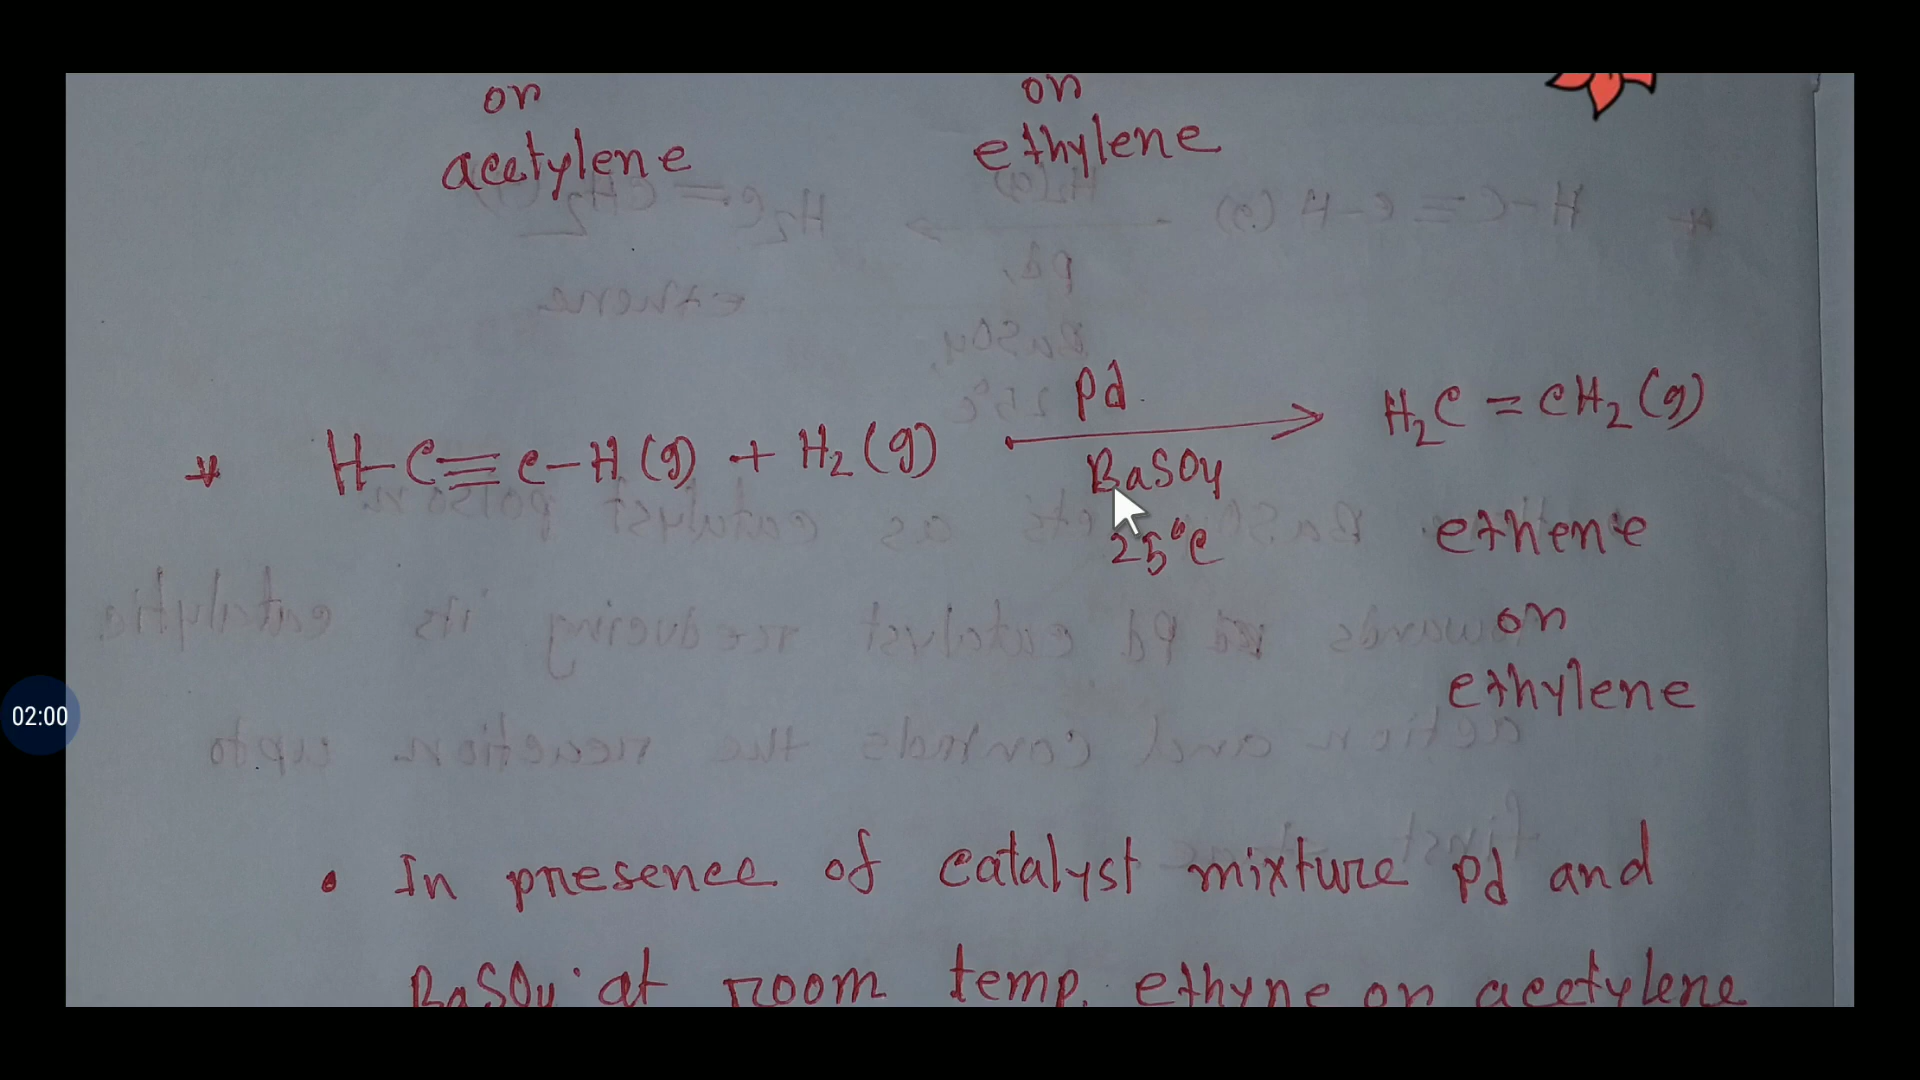 or or
acetylene ethylene
* H-C≡C-H(g) + H₂(g) Pd H₂C=CH₂(g)
BaSO₄
25°C ethene
or
ethylene
02:00
• In presence of catalyst mixture Pd and
BaSO₄ at room temp. ethyne or acetylene